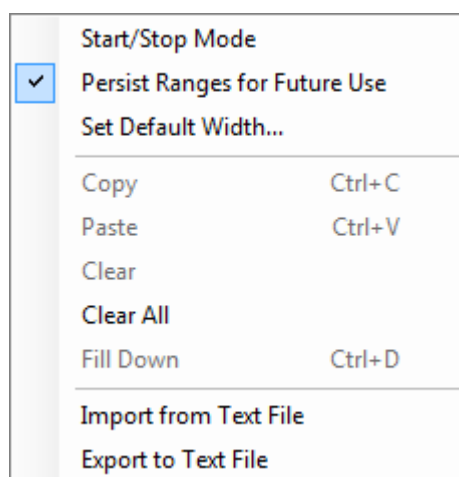 Start/Stop Mode
Persist Ranges for Future Use
Set Default Width...
Copy Ctrl+C
Paste Ctrl+V
Clear
Clear All
Fill Down Ctrl+D
Import from Text File
Export to Text File